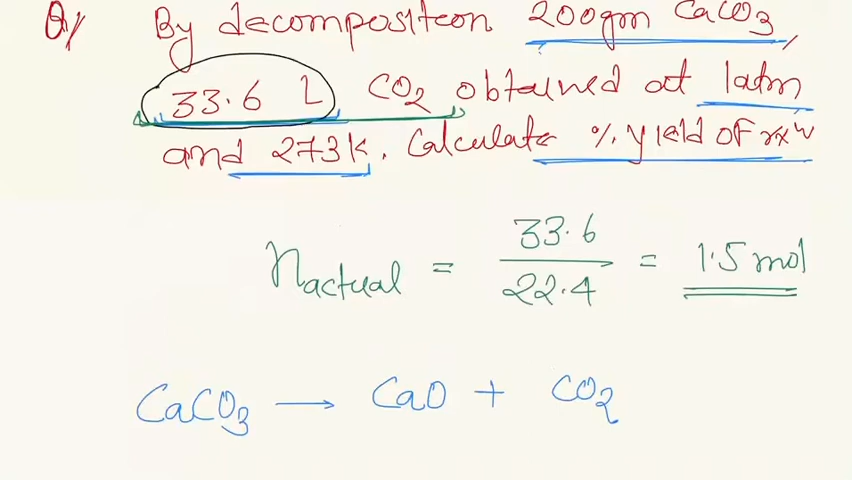 Q/ By decomposition 200gm CaCO3,
33.6 L CO2 obtained at 1atm
and 273K. Calculate % yield of rxn
nactual = 33.6 / 22.4 = 1.5 mol
CaCO3 → CaO + CO2